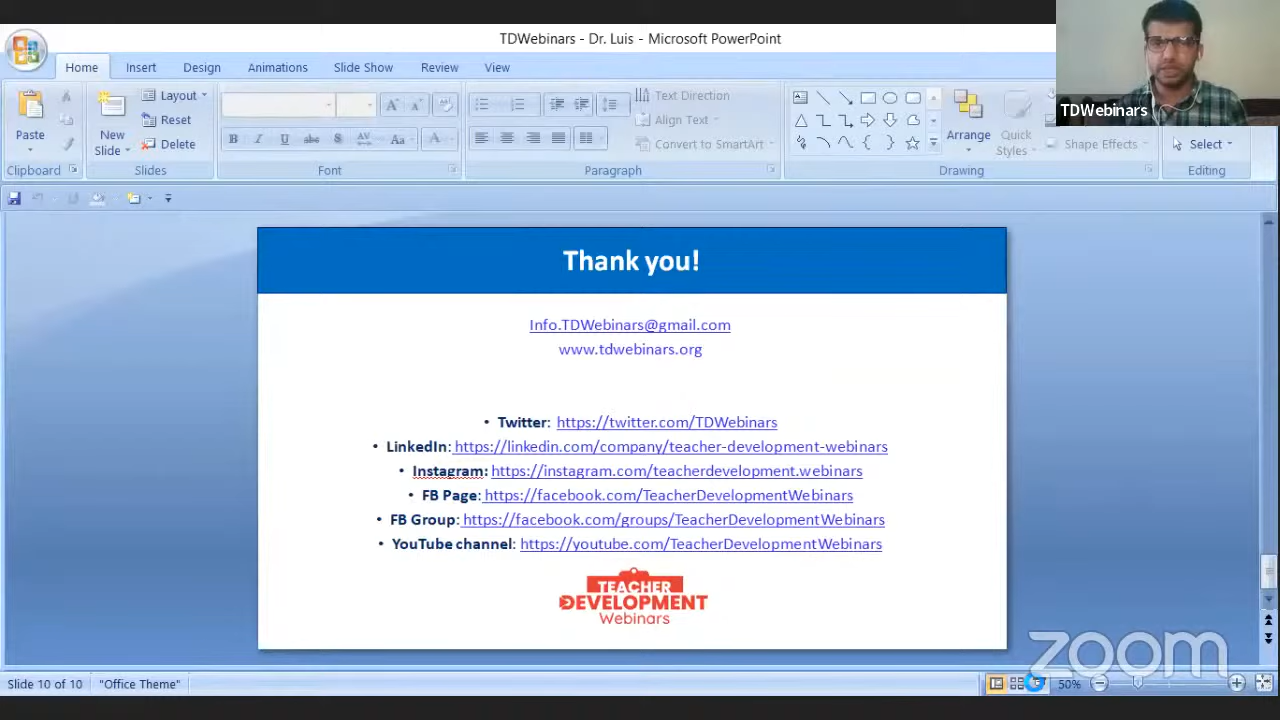 TDWebinars - Dr. Luis - Microsoft PowerPoint
TDWebinars
Home Insert Design Animations Slide Show Review View
Paste
Clipboard
New Slide
Layout
Reset
Delete
Slides
B I U abc S AV Aa A
Font
Text Direction
Align Text
Convert to SmartArt
Paragraph
Arrange
Quick Styles
Shape Effects
Drawing
Select
Editing
Thank you!
Info.TDWebinars@gmail.com
www.tdwebinars.org
• Twitter: https://twitter.com/TDWebinars
• LinkedIn: https://linkedin.com/company/teacher-development-webinars
• Instagram: https://instagram.com/teacherdevelopment.webinars
• FB Page: https://facebook.com/TeacherDevelopmentWebinars
• FB Group: https://facebook.com/groups/TeacherDevelopmentWebinars
• YouTube channel: https://youtube.com/TeacherDevelopmentWebinars
TEACHER
DEVELOPMENT
Webinars
zoom
Slide 10 of 10 "Office Theme" 50%